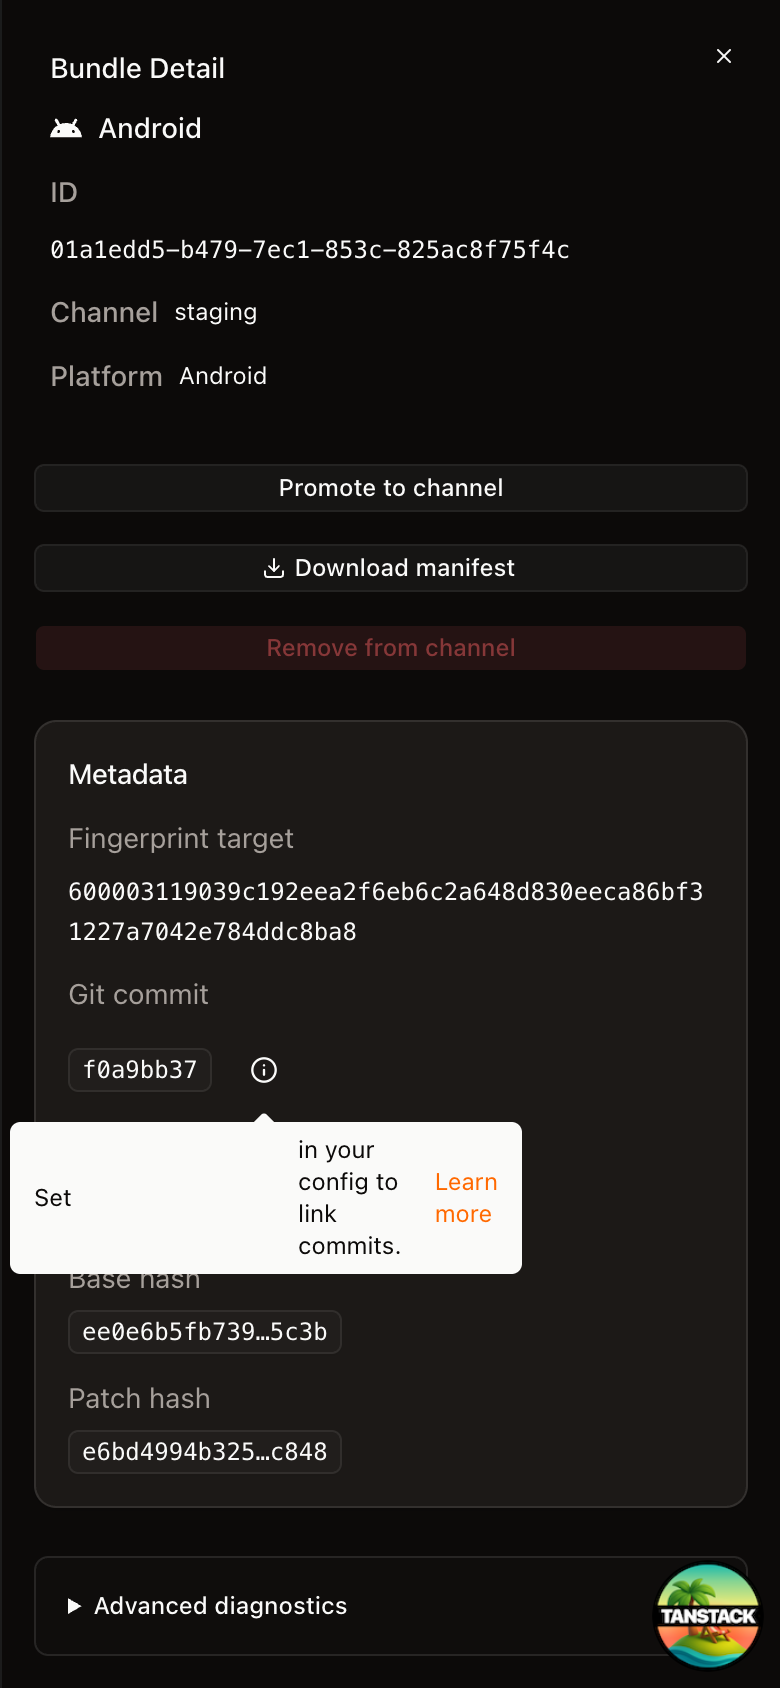 Bundle Detail
Android
ID
01a1edd5-b479-7ec1-853c-825ac8f75f4c
Channel staging
Platform Android
Promote to channel
Download manifest
Remove from channel
Metadata
Fingerprint target
600003119039c192eea2f6eb6c2a648d830eeca86bf3
1227a7042e784ddc8ba8
Git commit
f0a9bb37
Set
in your
config to
link
commits.
Learn
more
Base hash
ee0e6b5fb739…5c3b
Patch hash
e6bd4994b325…c848
Advanced diagnostics
TANSTACK